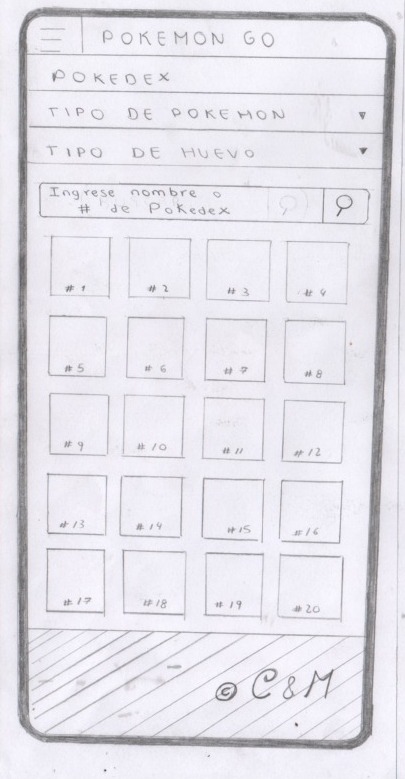 POKEMON GO
POKEDEX
TIPO DE POKEMON
TIPO DE HUEVO
Ingrese nombre o
# de Pokedex
#1 #2 #3 #4
#5 #6 #7 #8
#9 #10 #11 #12
#13 #14 #15 #16
#17 #18 #19 #20
© C&M